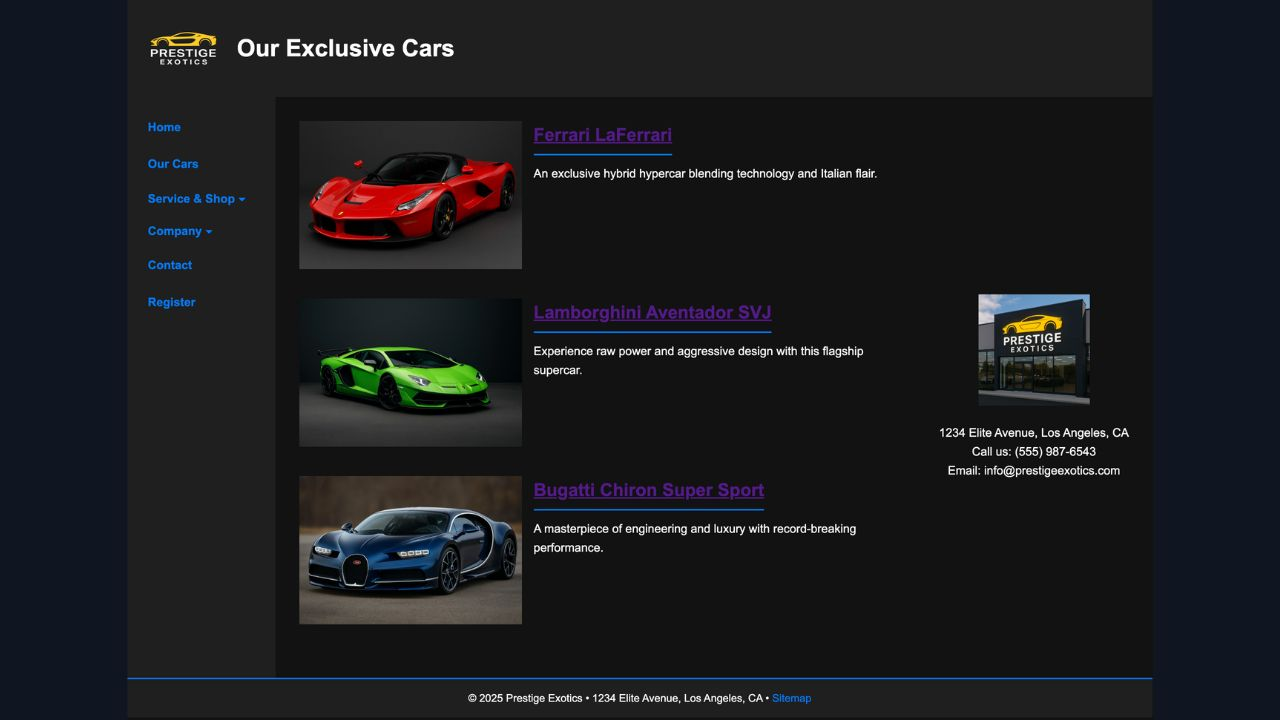 PRESTIGE
EXOTICS
Our Exclusive Cars
Home
Our Cars
Service & Shop
Company
Contact
Register
Ferrari LaFerrari
An exclusive hybrid hypercar blending technology and Italian flair.
Lamborghini Aventador SVJ
Experience raw power and aggressive design with this flagship
supercar.
Bugatti Chiron Super Sport
A masterpiece of engineering and luxury with record-breaking
performance.
PRESTIGE
EXOTICS
1234 Elite Avenue, Los Angeles, CA
Call us: (555) 987-6543
Email: info@prestigeexotics.com
© 2025 Prestige Exotics • 1234 Elite Avenue, Los Angeles, CA • Sitemap